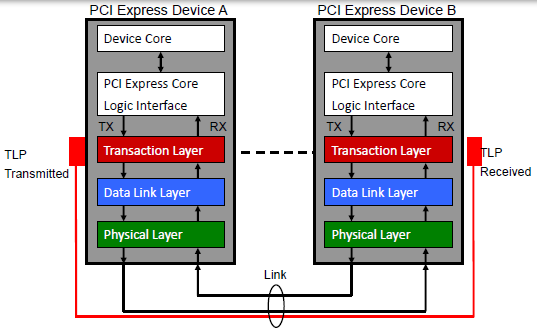 PCI Express Device A
PCI Express Device B
Device Core
Device Core
PCI Express Core
Logic Interface
PCI Express Core
Logic Interface
TX
RX
TX
RX
TLP
Transmitted
Transaction Layer
Transaction Layer
TLP
Received
Data Link Layer
Data Link Layer
Physical Layer
Physical Layer
Link